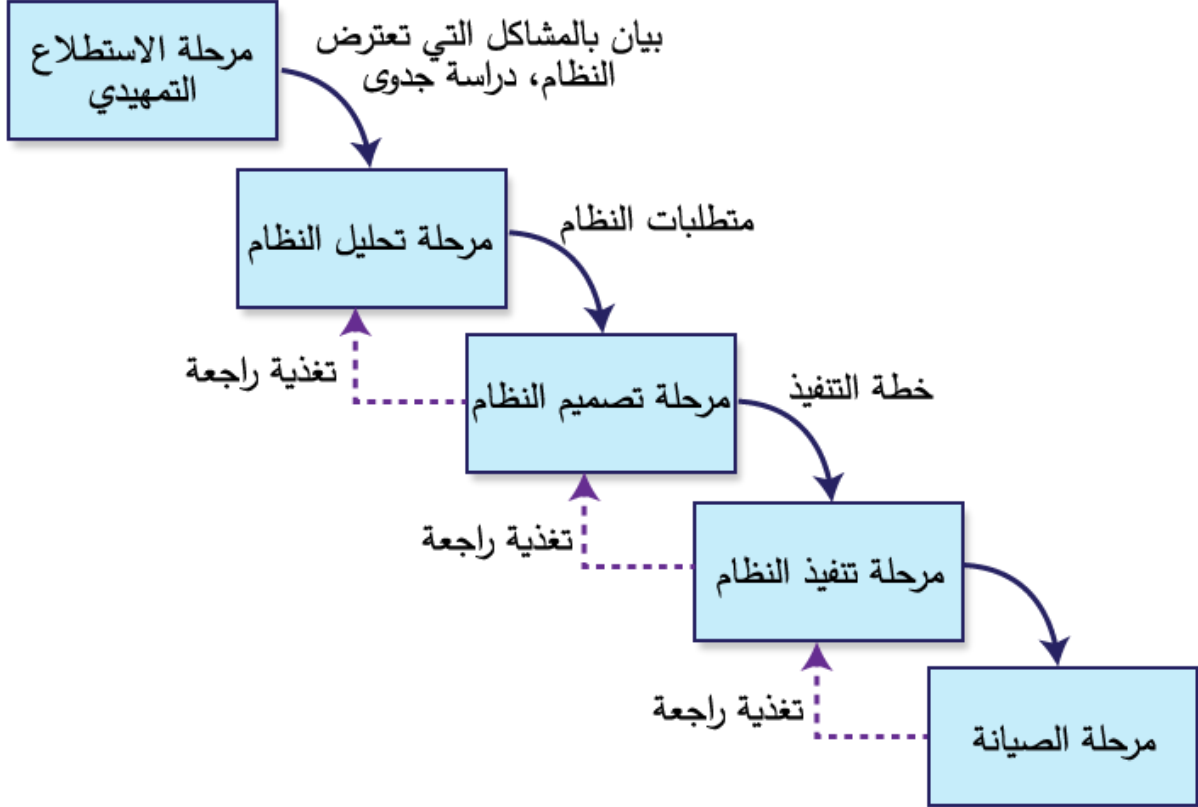 مرحلة الاستطلاع
التمهيدي
بيان بالمشاكل التي تعترض
النظام، دراسة جدوى
مرحلة تحليل النظام
متطلبات النظام
تغذية راجعة
مرحلة تصميم النظام
خطة التنفيذ
تغذية راجعة
مرحلة تنفيذ النظام
تغذية راجعة
مرحلة الصيانة